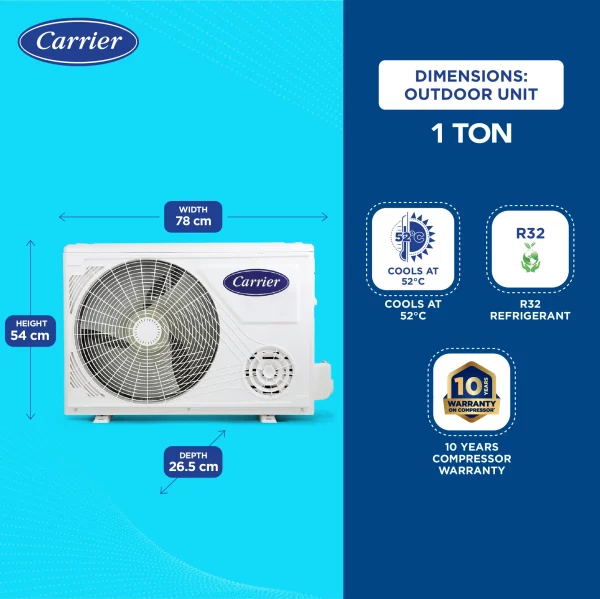 Carrier
DIMENSIONS:
OUTDOOR UNIT
1 TON
WIDTH
78 cm
HEIGHT
54 cm
Carrier
DEPTH
26.5 cm
52°C
COOLS AT
52°C
COOLS AT
52°C
R32
R32
REFRIGERANT
10 YEARS
WARRANTY
ON COMPRESSOR*
10 YEARS
COMPRESSOR
WARRANTY